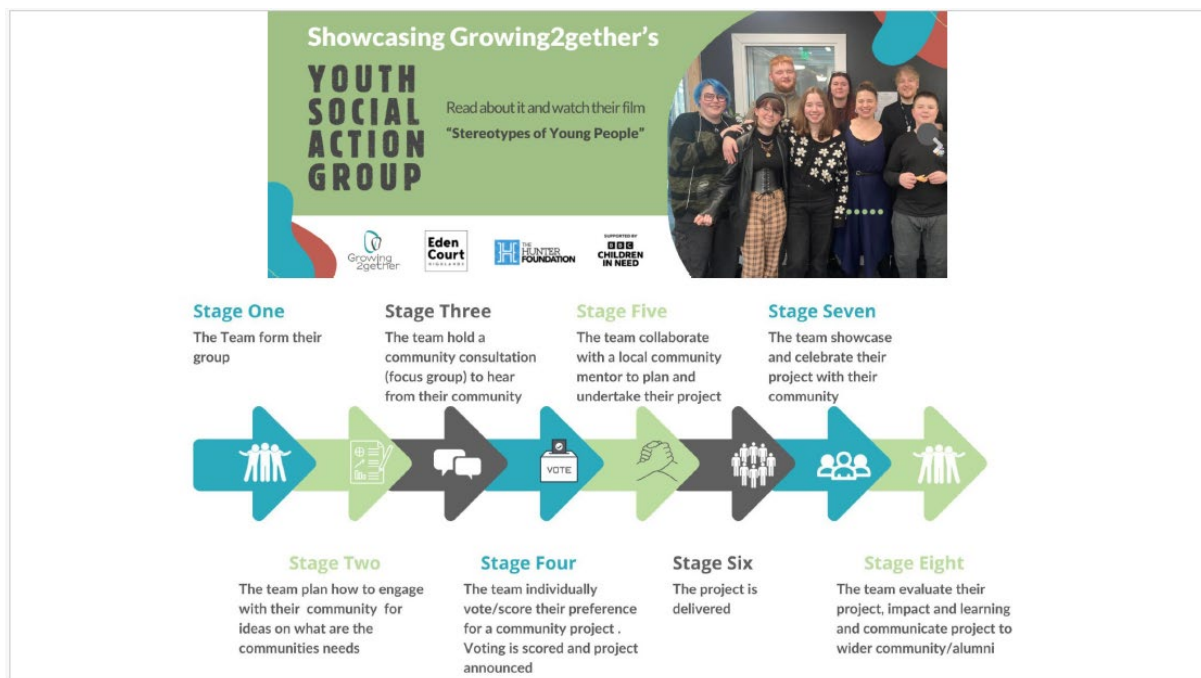 Showcasing Growing2gether's
YOUTH
SOCIAL
ACTION
GROUP
Read about it and watch their film
"Stereotypes of Young People"
Growing
2gether
Eden
Court
HIGHLANDS
THE
HUNTER
FOUNDATION
SUPPORTED BY
BBC
CHILDREN
IN NEED
Stage One
The Team form their
group
Stage Three
The team hold a
community consultation
(focus group) to hear
from their community
Stage Five
The team collaborate
with a local community
mentor to plan and
undertake their project
Stage Seven
The team showcase
and celebrate their
project with their
community
VOTE
Stage Two
The team plan how to engage
with their community for
ideas on what are the
communities needs
Stage Four
The team individually
vote/score their preference
for a community project .
Voting is scored and project
announced
Stage Six
The project is
delivered
Stage Eight
The team evaluate their
project, impact and learning
and communicate project to
wider community/alumni